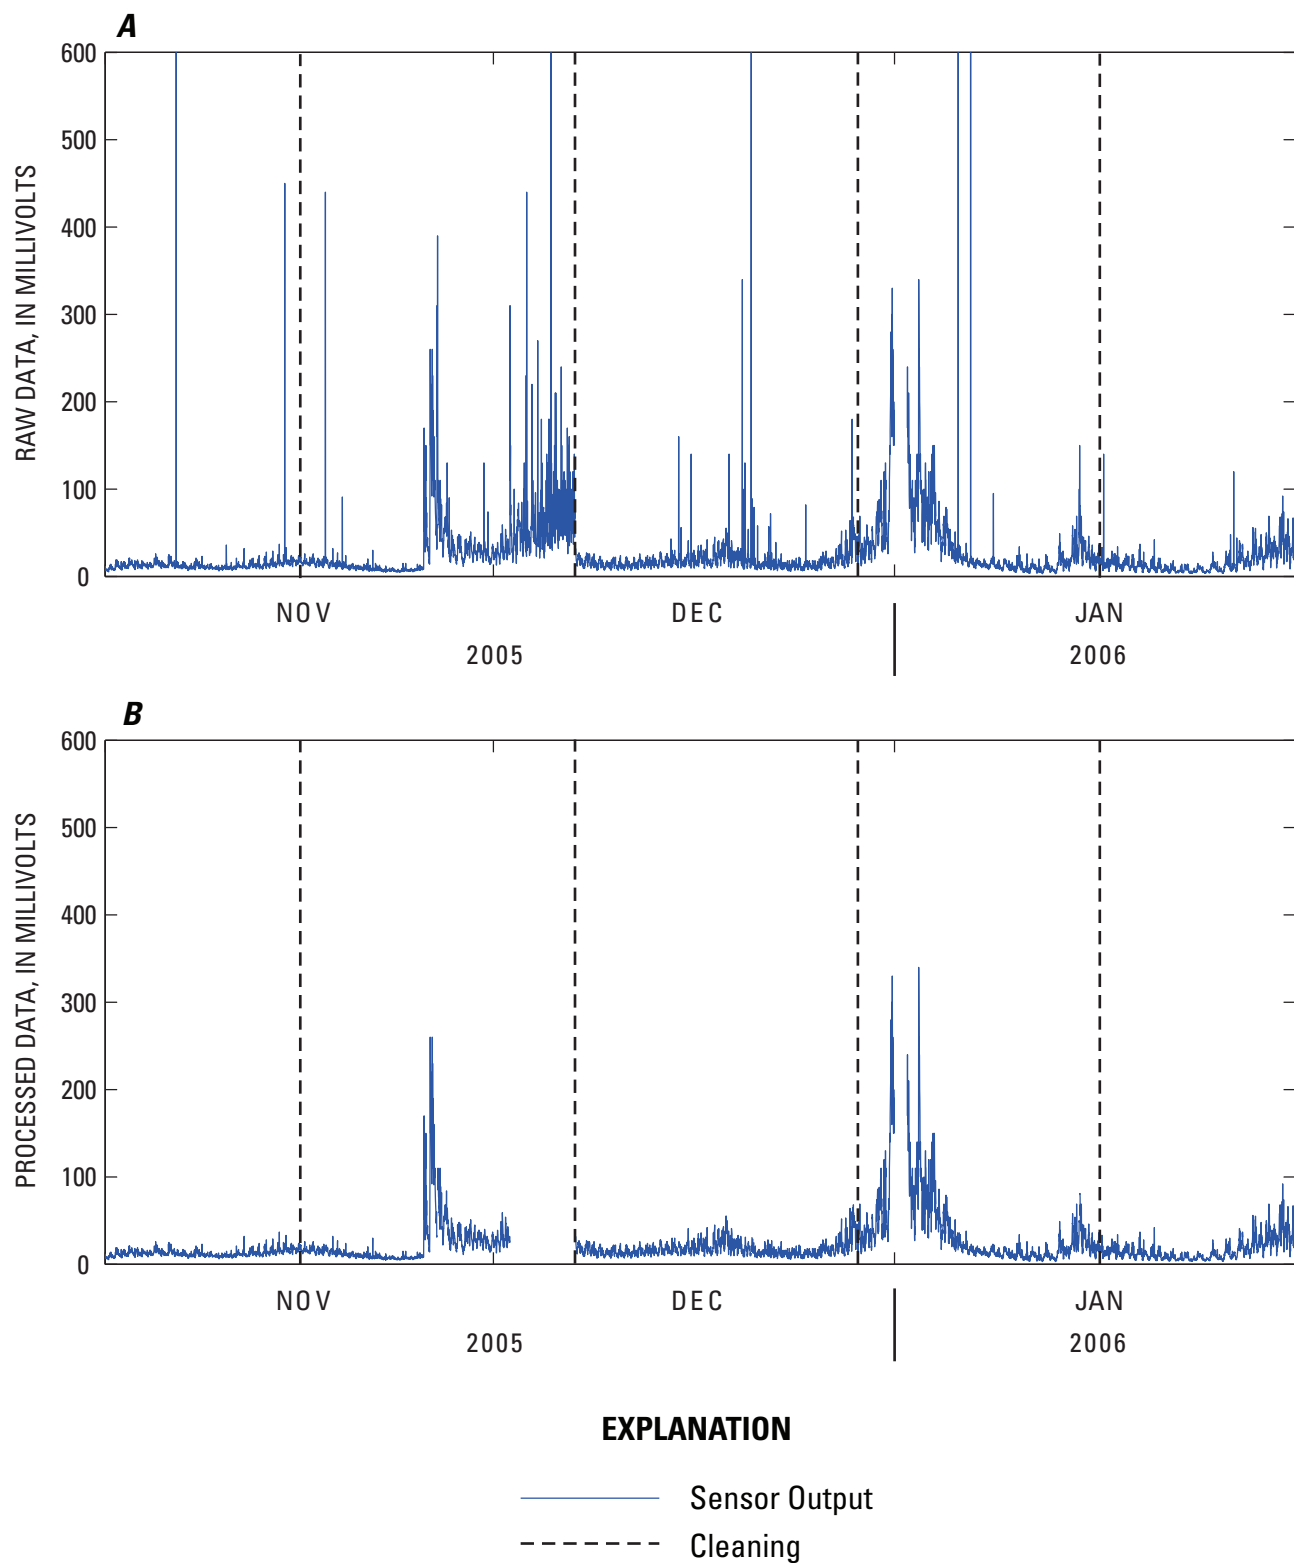 A
600
500
400
300
200
100
0
RAW DATA, IN MILLIVOLTS
NOV DEC JAN
2005 2006
B
600
500
400
300
200
100
0
PROCESSED DATA, IN MILLIVOLTS
NOV DEC JAN
2005 2006
EXPLANATION
Sensor Output
Cleaning